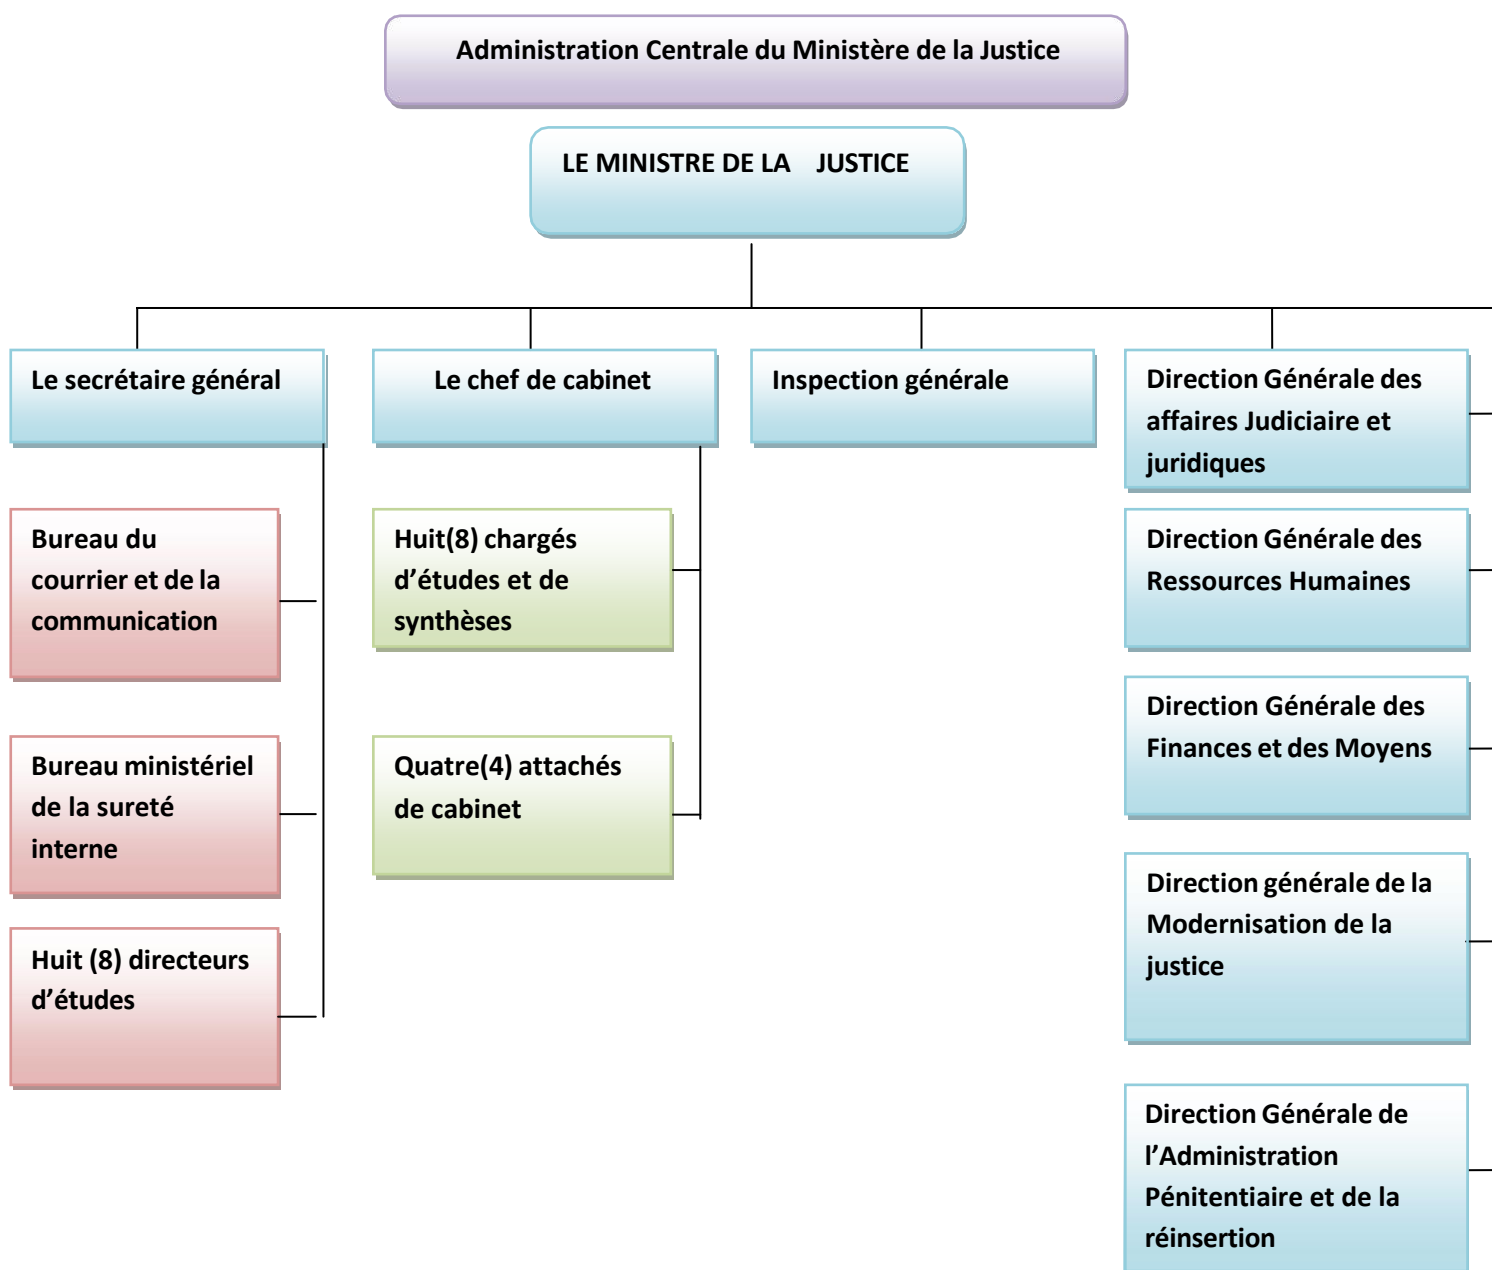 Administration Centrale du Ministère de la Justice
LE MINISTRE DE LA JUSTICE
Le secrétaire général
Bureau du
courrier et de la
communication
Bureau ministériel
de la sureté
interne
Huit (8) directeurs
d’études
Le chef de cabinet
Huit(8) chargés
d’études et de
synthèses
Quatre(4) attachés
de cabinet
Inspection générale
Direction Générale des
affaires Judiciaire et
juridiques
Direction Générale des
Ressources Humaines
Direction Générale des
Finances et des Moyens
Direction générale de la
Modernisation de la
justice
Direction Générale de
l’Administration
Pénitentiaire et de la
réinsertion